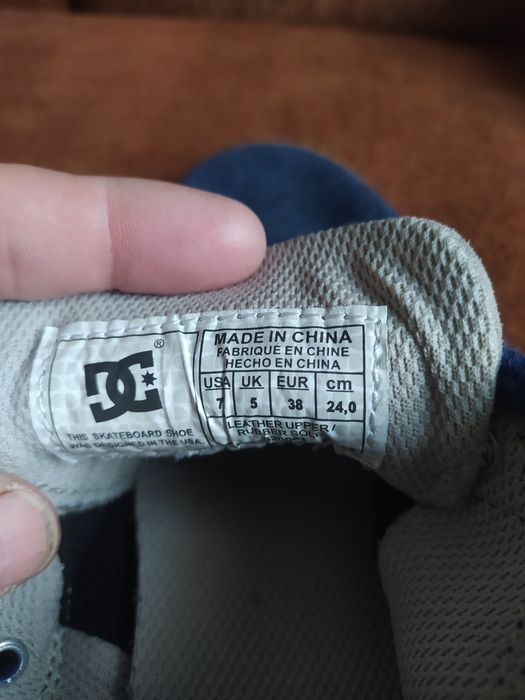 DC®
THIS SKATEBOARD SHOE
WAS DESIGNED IN THE USA.
MADE IN CHINA
FABRIQUÉ EN CHINE
HECHO EN CHINA
USA UK EUR cm
7 5 38 24,0
LEATHER UPPER/
RUBBER SOLE